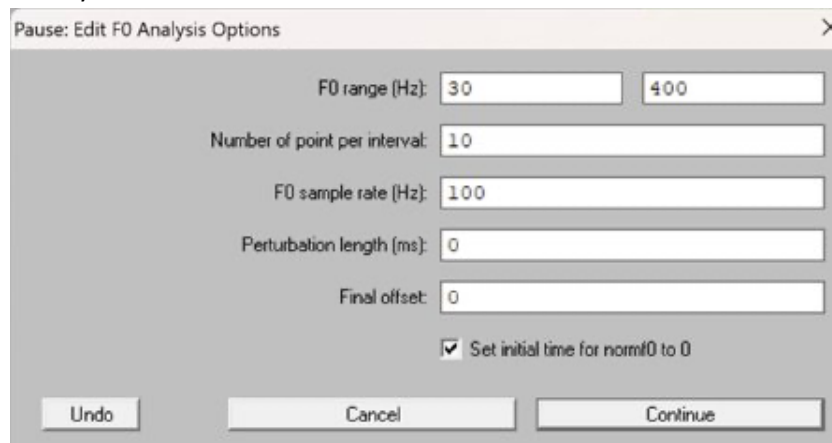 Pause: Edit F0 Analysis Options
F0 range (Hz): 30 400
Number of point per interval: 10
F0 sample rate (Hz): 100
Perturbation length (ms): 0
Final offset: 0
Set initial time for normf0 to 0
Undo Cancel Continue